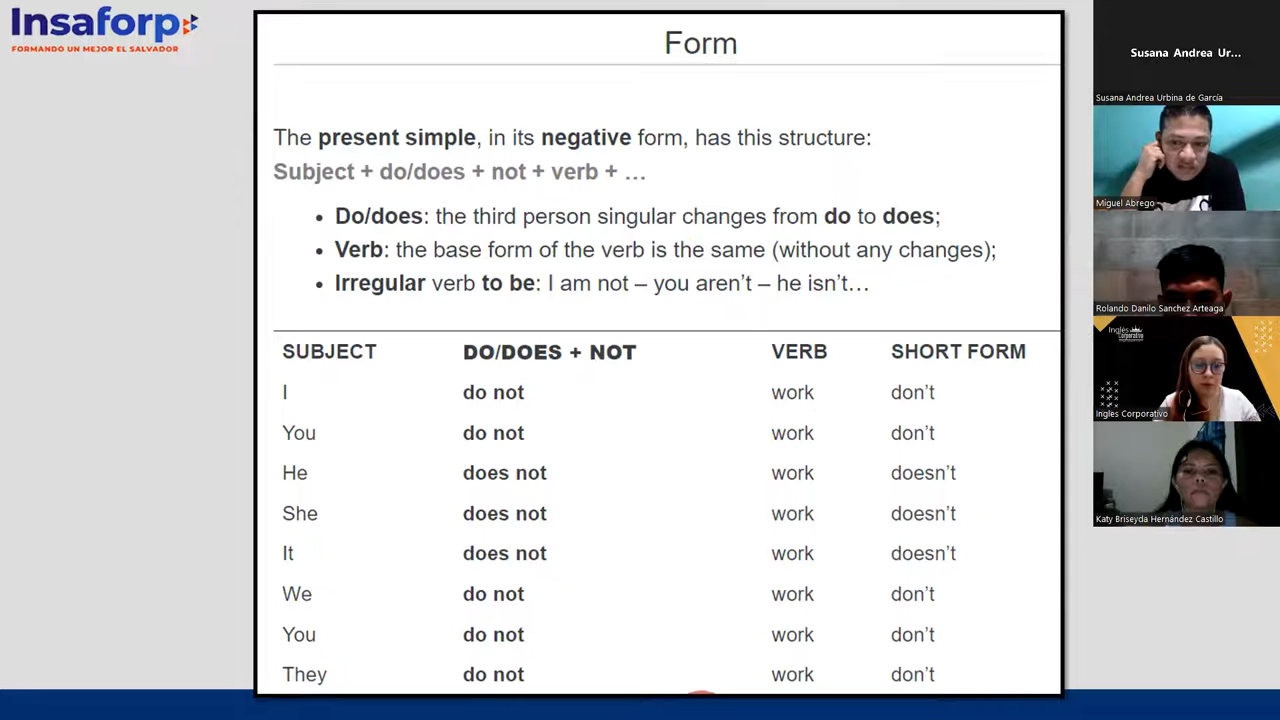 Insaforp
FORMANDO UN MEJOR EL SALVADOR
Form
The present simple, in its negative form, has this structure:
Subject + do/does + not + verb + …
• Do/does: the third person singular changes from do to does;
• Verb: the base form of the verb is the same (without any changes);
• Irregular verb to be: I am not – you aren't – he isn't…
SUBJECT DO/DOES + NOT VERB SHORT FORM
I do not work don't
You do not work don't
He does not work doesn't
She does not work doesn't
It does not work doesn't
We do not work don't
You do not work don't
They do not work don't
Susana Andrea Ur...
Susana Andrea Urbina de García
Miguel Abrego
Rolando Danilo Sanchez Arteaga
Inglés
Corporativo
Ingles Corporativo
Katy Briseyda Hernández Castillo